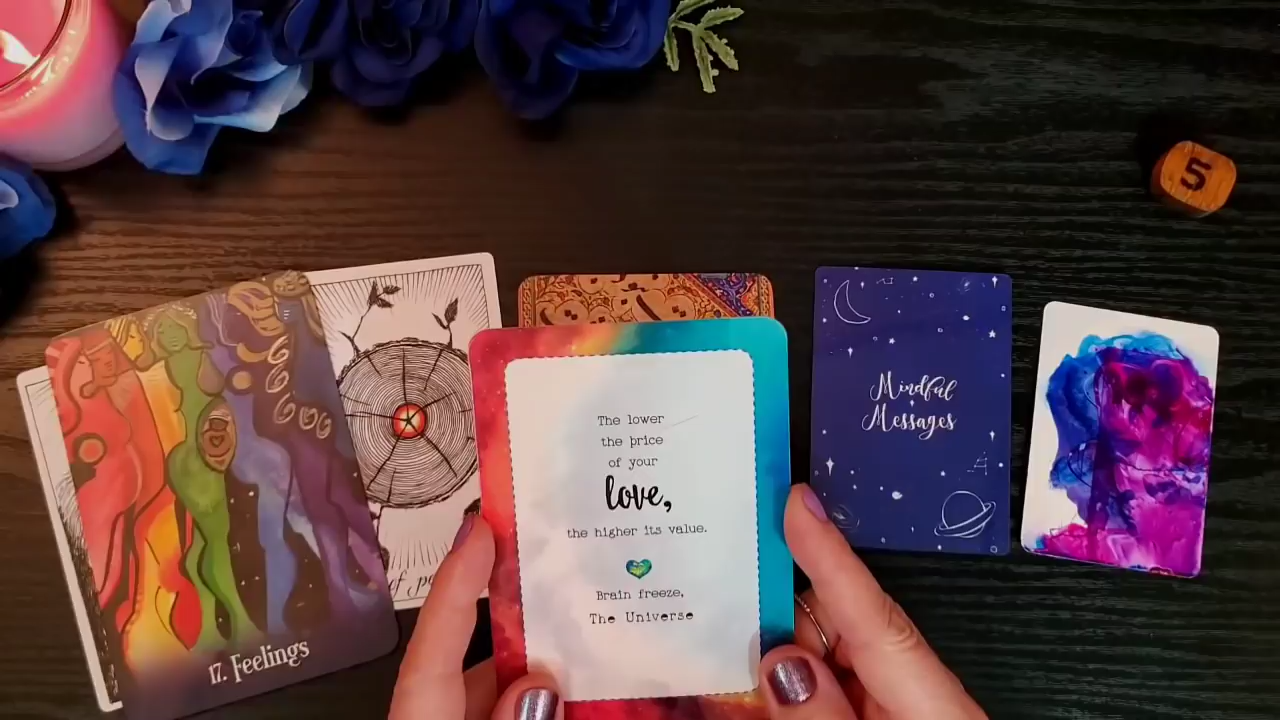 The lower
the price
of your
love,
the higher its value.
Brain freeze,
The Universe
17. Feelings
Mindful
Messages
5
of